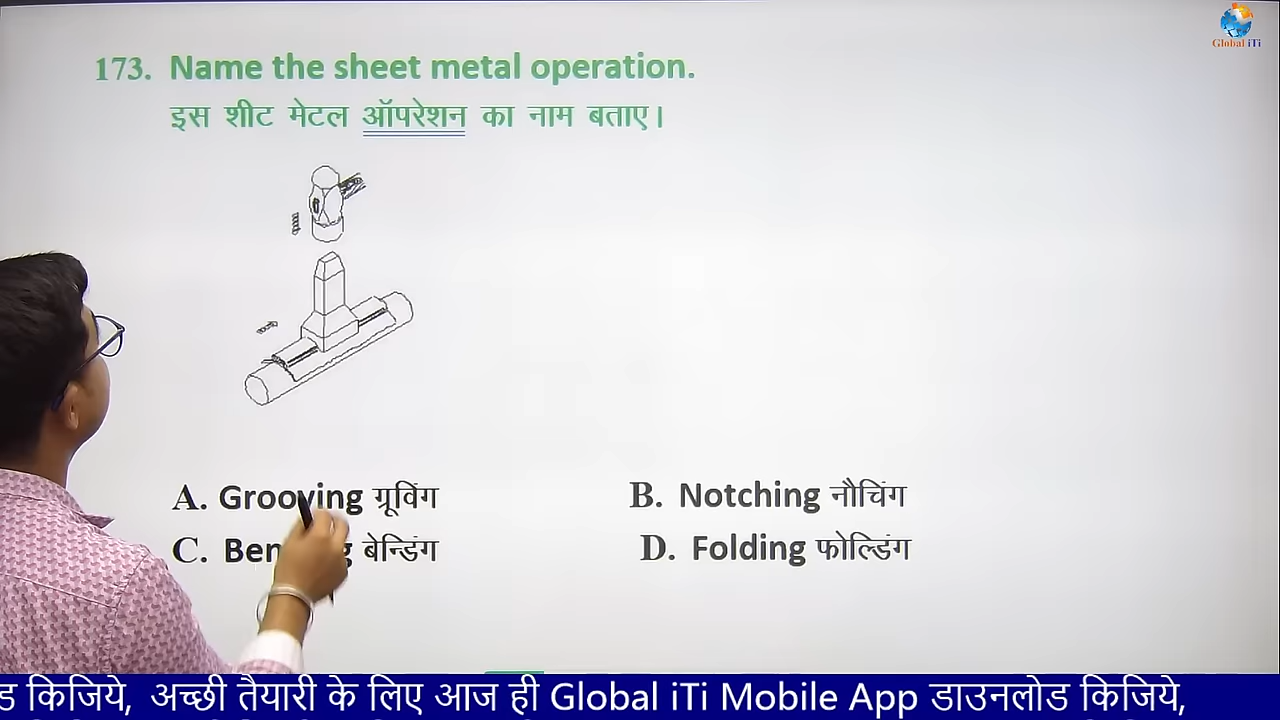 Global iTi
173. Name the sheet metal operation.
इस शीट मेटल ऑपरेशन का नाम बताए।
A. Grooving ग्रूविंग
B. Notching नौचिंग
C. Bending बेन्डिंग
D. Folding फोल्डिंग
ड किजिये, अच्छी तैयारी के लिए आज ही Global iTi Mobile App डाउनलोड किजिये,